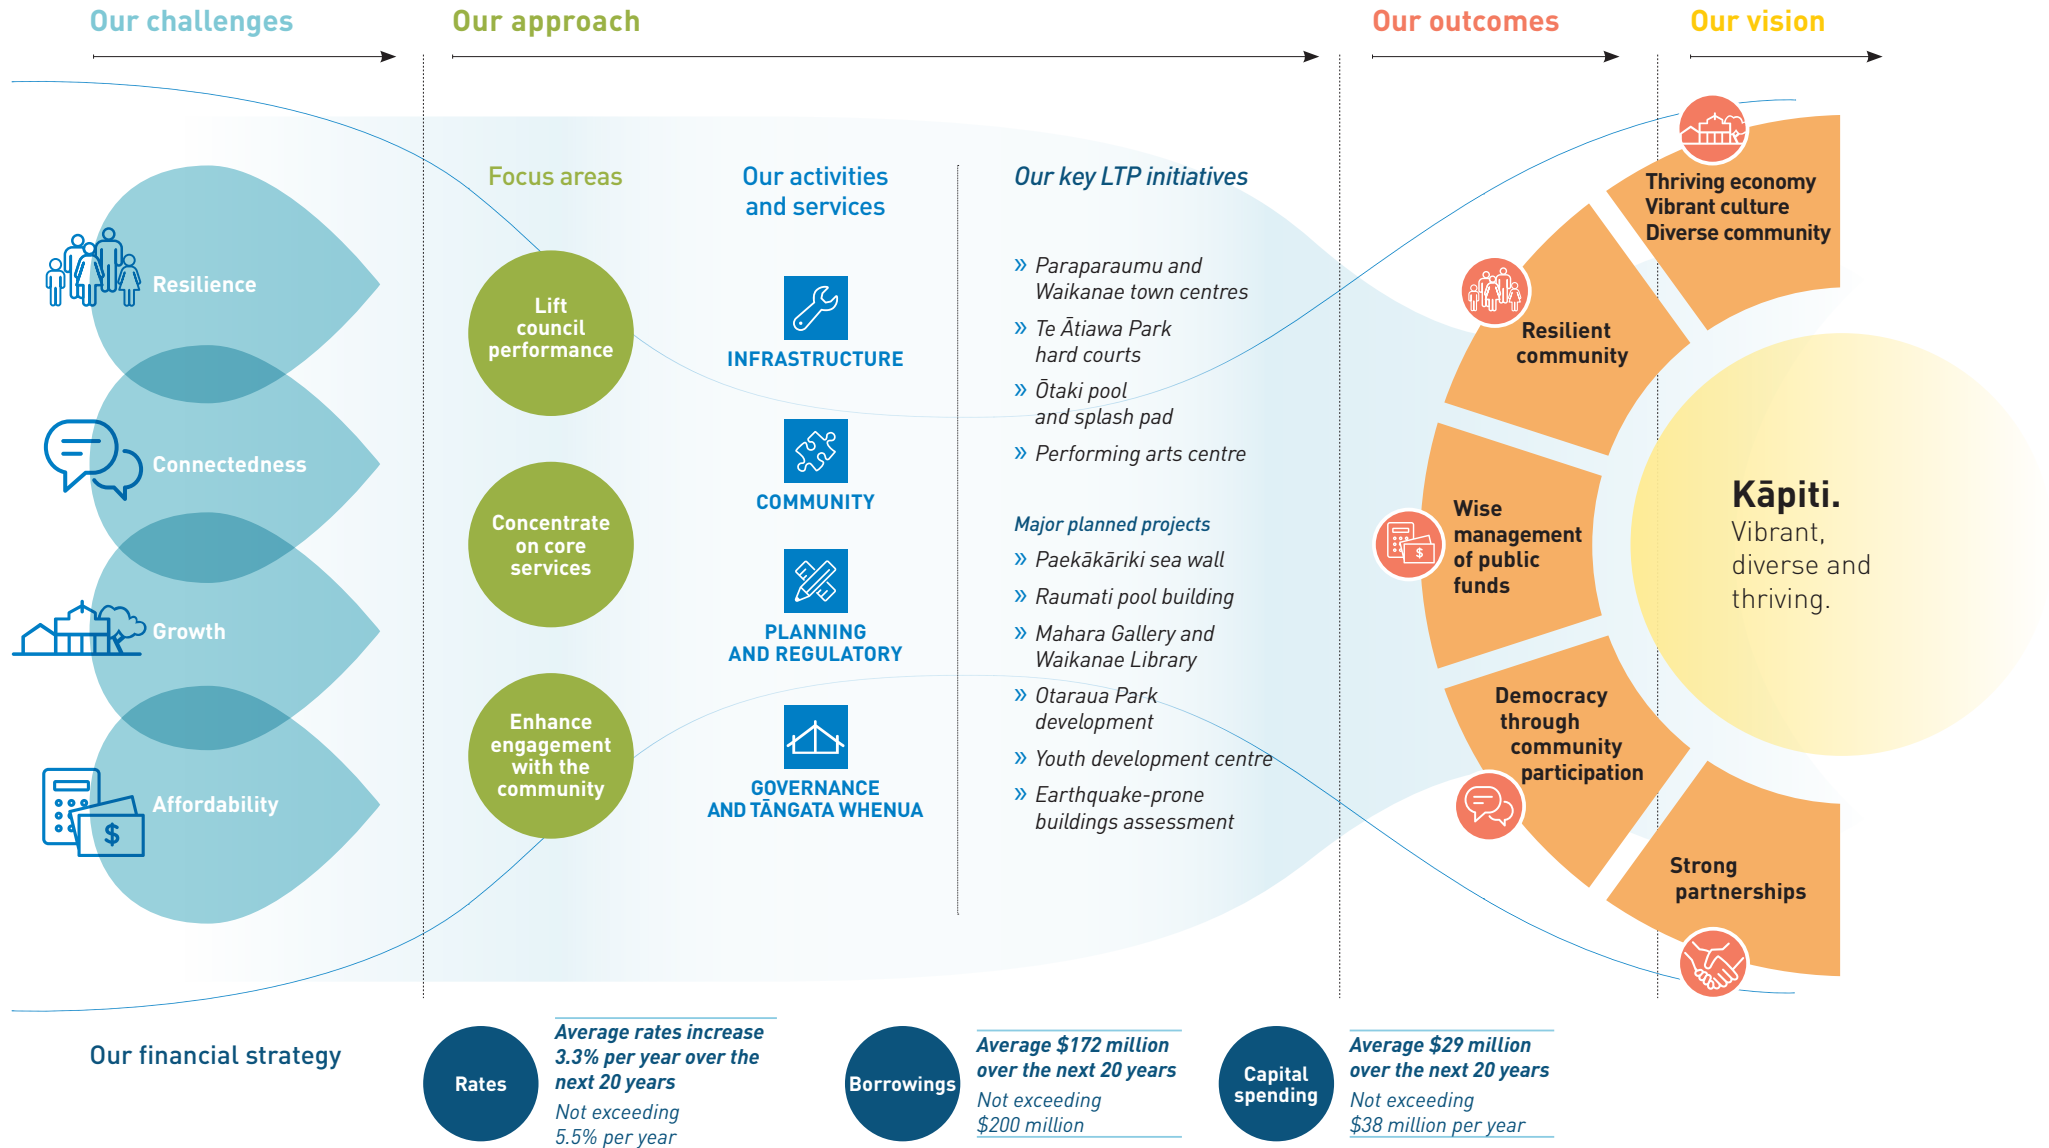 Our challenges
Our approach
Our outcomes
Our vision
Resilience
Connectedness
Growth
Affordability
$
Focus areas
Lift
council
performance
Concentrate
on core
services
Enhance
engagement
with the
community
Our activities
and services
INFRASTRUCTURE
COMMUNITY
PLANNING
AND REGULATORY
GOVERNANCE
AND TĀNGATA WHENUA
Our key LTP initiatives
» Paraparaumu and
Waikanae town centres
» Te Ātiawa Park
hard courts
» Ōtaki pool
and splash pad
» Performing arts centre
Major planned projects
» Paekākāriki sea wall
» Raumati pool building
» Mahara Gallery and
Waikanae Library
» Otaraua Park
development
» Youth development centre
» Earthquake-prone
buildings assessment
Thriving economy
Vibrant culture
Diverse community
Resilient
community
$
Wise
management
of public
funds
Democracy
through
community
participation
Strong
partnerships
Kāpiti.
Vibrant,
diverse and
thriving.
Our financial strategy
Rates
Average rates increase
3.3% per year over the
next 20 years
Not exceeding
5.5% per year
Borrowings
Average $172 million
over the next 20 years
Not exceeding
$200 million
Capital
spending
Average $29 million
over the next 20 years
Not exceeding
$38 million per year